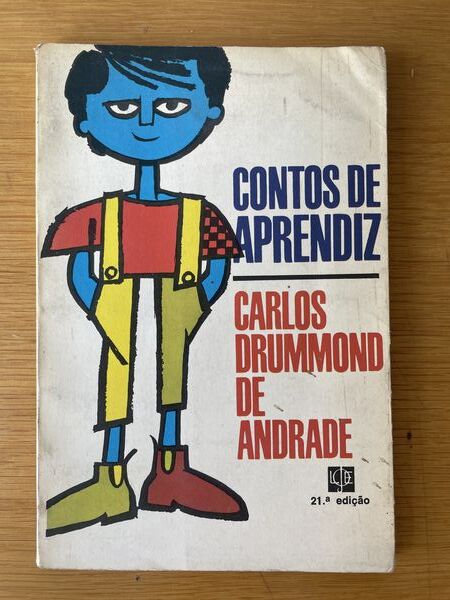 CONTOS DE
APRENDIZ
CARLOS
DRUMMOND
DE
ANDRADE
21.ª edição